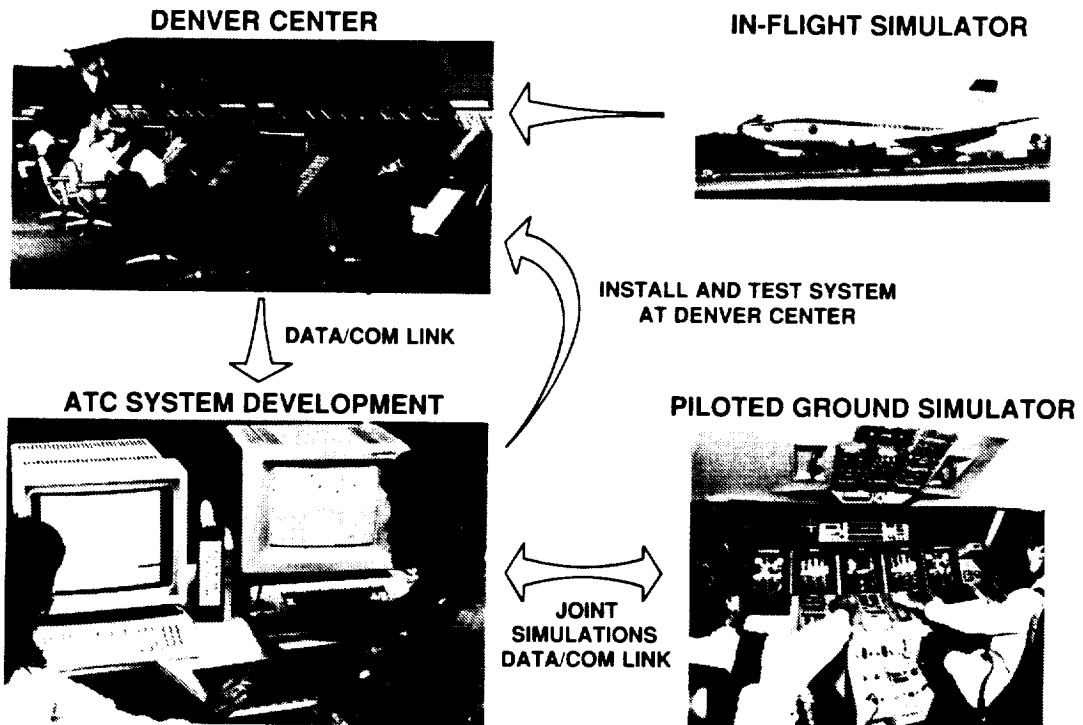 DENVER CENTER
IN-FLIGHT SIMULATOR
INSTALL AND TEST SYSTEM
AT DENVER CENTER
DATA/COM LINK
ATC SYSTEM DEVELOPMENT
PILOTED GROUND SIMULATOR
JOINT
SIMULATIONS
DATA/COM LINK